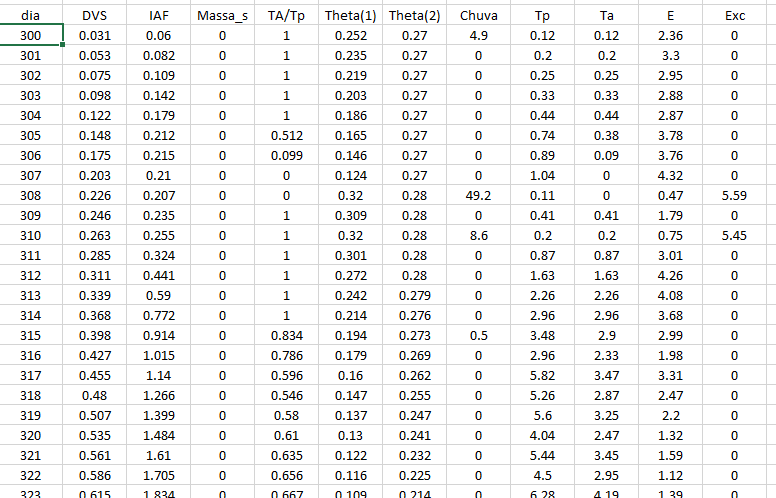 dia DVS IAF Massa_s TA/Tp Theta(1) Theta(2) Chuva Tp Ta E Exc
300 0.031 0.06 0 1 0.252 0.27 4.9 0.12 0.12 2.36 0
301 0.053 0.082 0 1 0.235 0.27 0 0.2 0.2 3.3 0
302 0.075 0.109 0 1 0.219 0.27 0 0.25 0.25 2.95 0
303 0.098 0.142 0 1 0.203 0.27 0 0.33 0.33 2.88 0
304 0.122 0.179 0 1 0.186 0.27 0 0.44 0.44 2.87 0
305 0.148 0.212 0 0.512 0.165 0.27 0 0.74 0.38 3.78 0
306 0.175 0.215 0 0.099 0.146 0.27 0 0.89 0.09 3.76 0
307 0.203 0.21 0 0 0.124 0.27 0 1.04 0 4.32 0
308 0.226 0.207 0 0 0.32 0.28 49.2 0.11 0 0.47 5.59
309 0.246 0.235 0 1 0.309 0.28 0 0.41 0.41 1.79 0
310 0.263 0.255 0 1 0.32 0.28 8.6 0.2 0.2 0.75 5.45
311 0.285 0.324 0 1 0.301 0.28 0 0.87 0.87 3.01 0
312 0.311 0.441 0 1 0.272 0.28 0 1.63 1.63 4.26 0
313 0.339 0.59 0 1 0.242 0.279 0 2.26 2.26 4.08 0
314 0.368 0.772 0 1 0.214 0.276 0 2.96 2.96 3.68 0
315 0.398 0.914 0 0.834 0.194 0.273 0.5 3.48 2.9 2.99 0
316 0.427 1.015 0 0.786 0.179 0.269 0 2.96 2.33 1.98 0
317 0.455 1.14 0 0.596 0.16 0.262 0 5.82 3.47 3.31 0
318 0.48 1.266 0 0.546 0.147 0.255 0 5.26 2.87 2.47 0
319 0.507 1.399 0 0.58 0.137 0.247 0 5.6 3.25 2.2 0
320 0.535 1.484 0 0.61 0.13 0.241 0 4.04 2.47 1.32 0
321 0.561 1.61 0 0.635 0.122 0.232 0 5.44 3.45 1.59 0
322 0.586 1.705 0 0.656 0.116 0.225 0 4.5 2.95 1.12 0
323 0.615 1.834 0 0.667 0.109 0.214 0 6.28 4.19 1.39 0